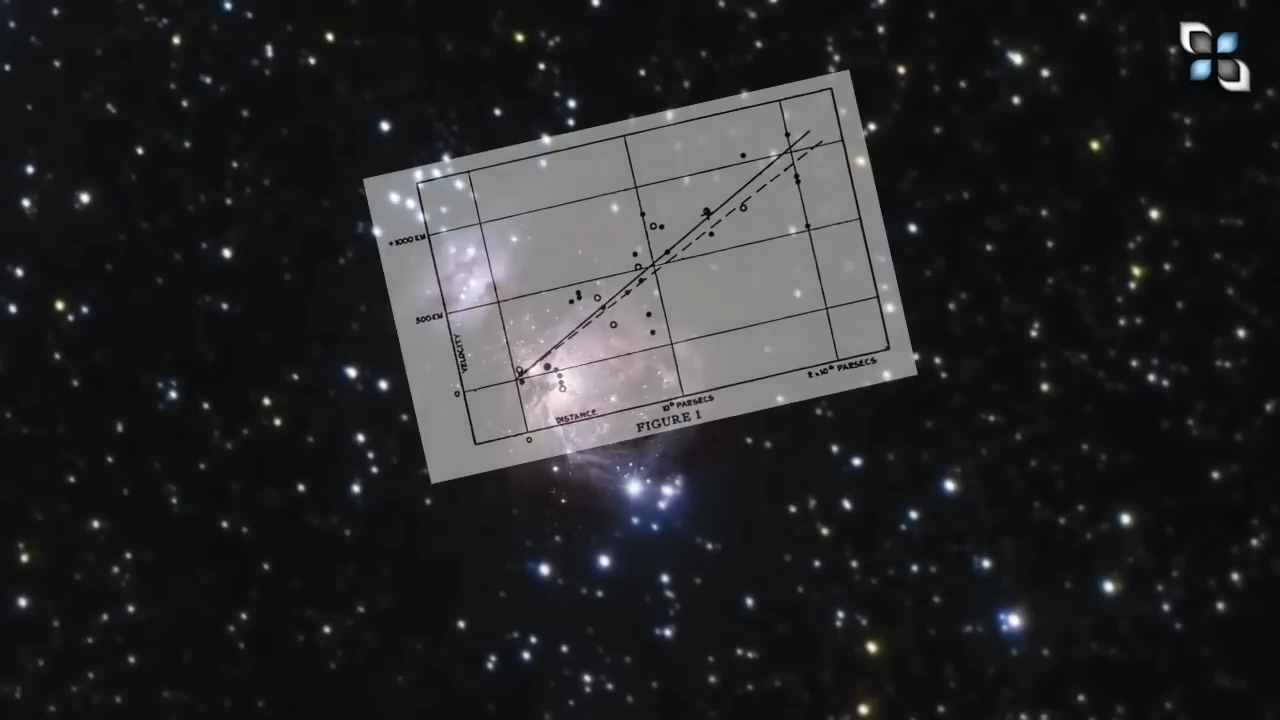 +1000 KM
500 KM
VELOCITY
0
DISTANCE
10⁶ PARSECS
2 x 10⁶ PARSECS
FIGURE 1